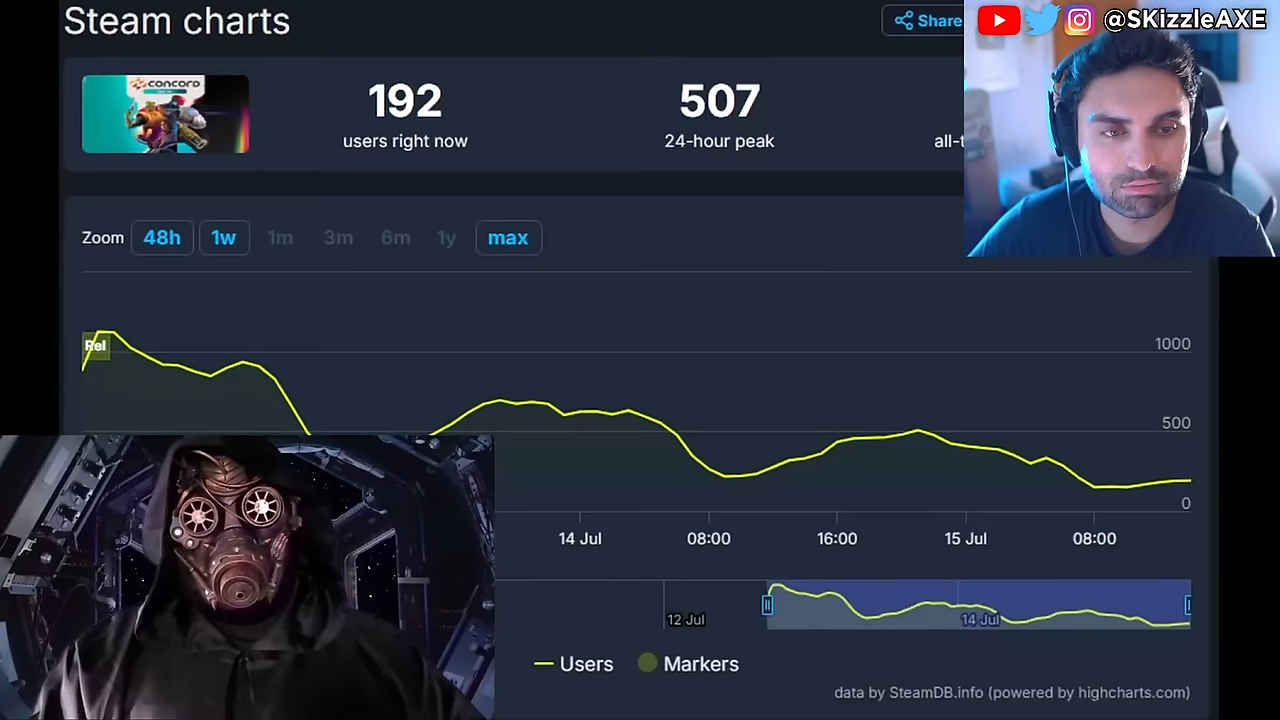 Steam charts
Share
@SKizzleAXE
CONCORD
192
507
users right now
24-hour peak
all-t
Zoom 48h 1w 1m 3m 6m 1y max
Rel
1000
500
0
14 Jul 08:00 16:00 15 Jul 08:00
12 Jul
14 Jul
Users Markers
data by SteamDB.info (powered by highcharts.com)